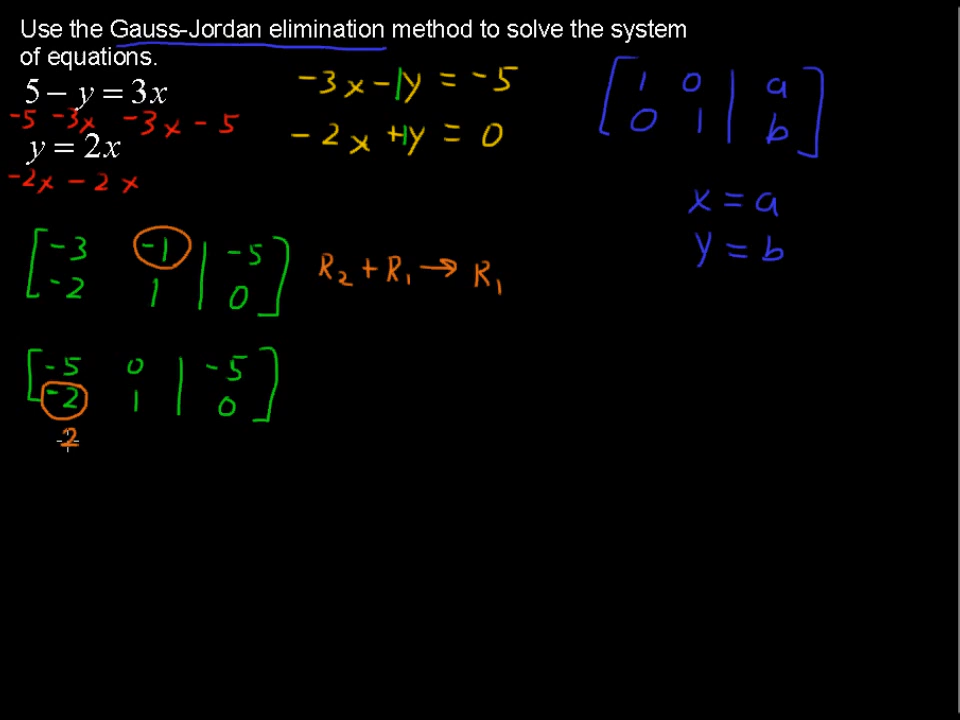 Use the Gauss-Jordan elimination method to solve the system
of equations.
5 − y = 3x
-5 -3x -3x - 5
y = 2x
-2x - 2x
-3x - 1y = -5
-2x + 1y = 0
[ 1 0 | a ]
[ 0 1 | b ]
x = a
y = b
[ -3 -1 | -5 ]
[ -2 1 | 0 ]
R₂ + R₁ → R₁
[ -5 0 | -5 ]
[ -2 1 | 0 ]
2